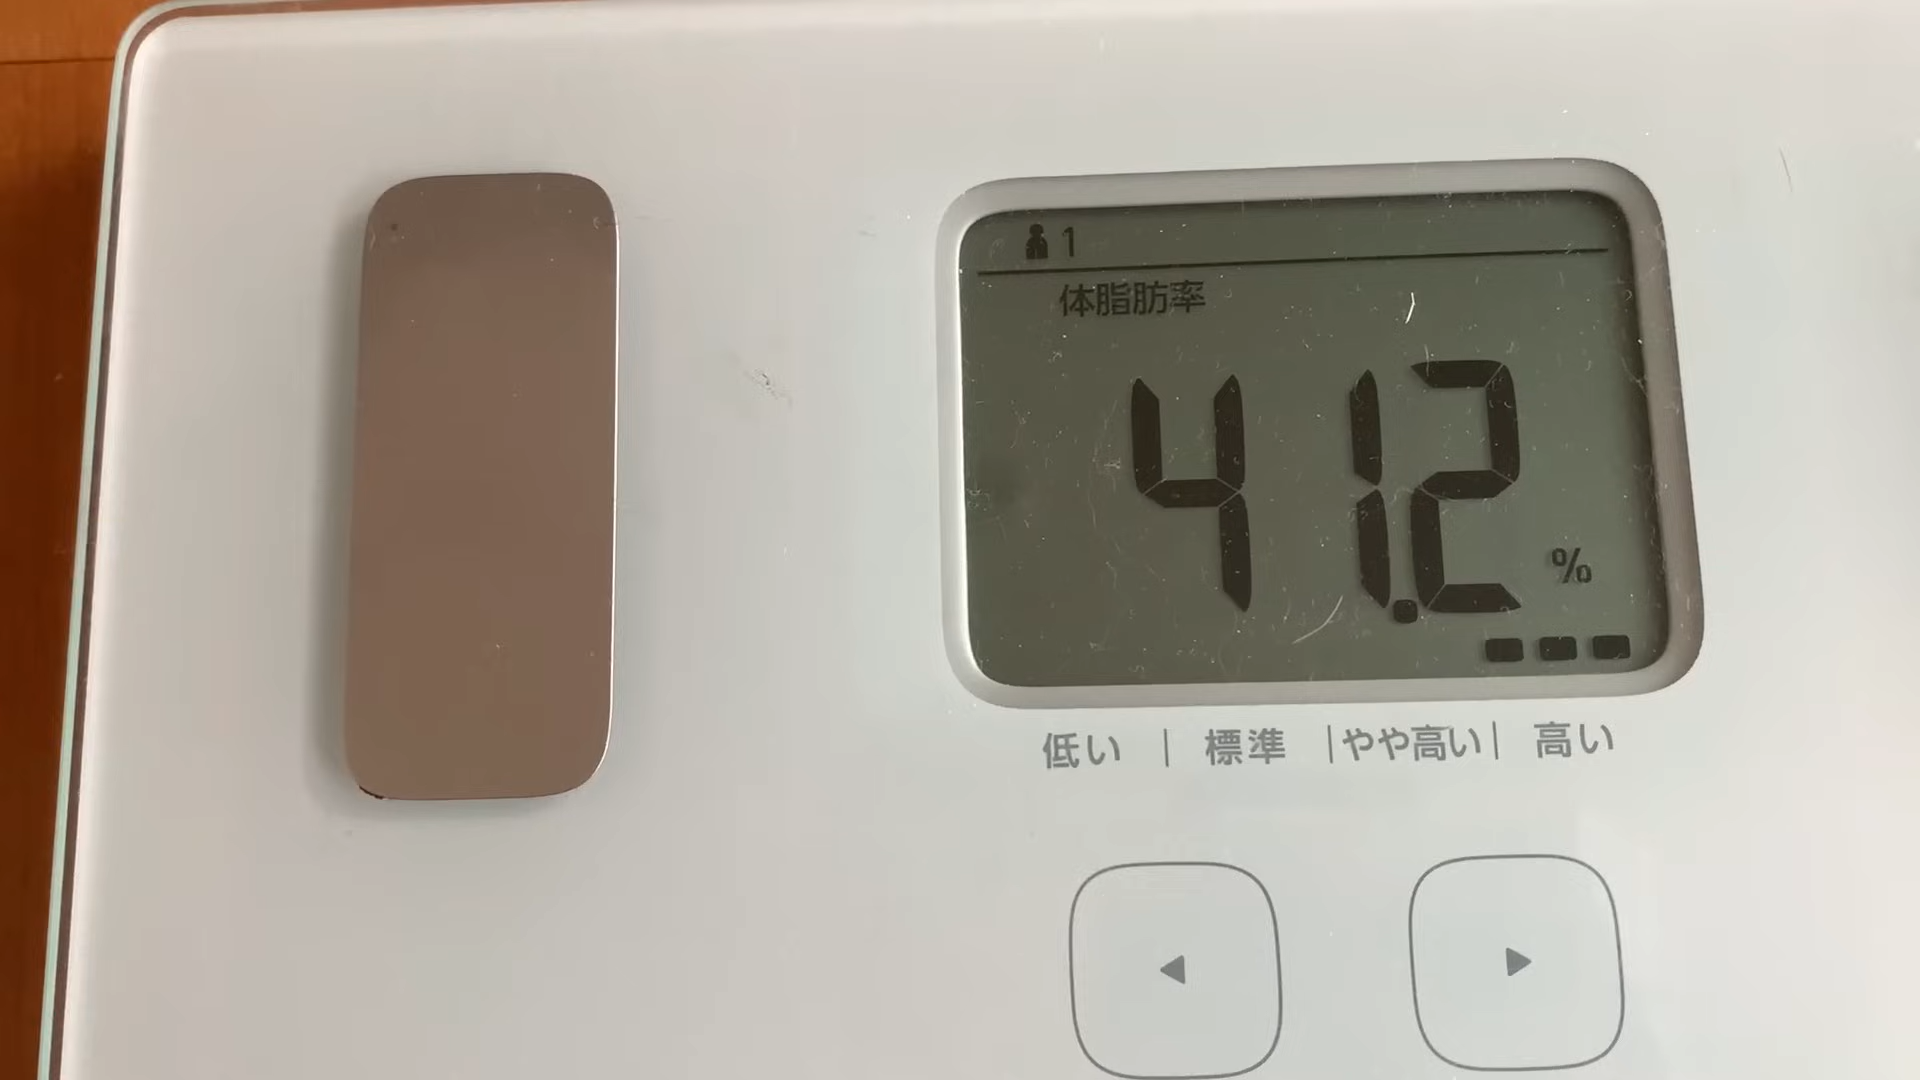 1
体脂肪率
41.2 %
低い | 標準 | やや高い | 高い